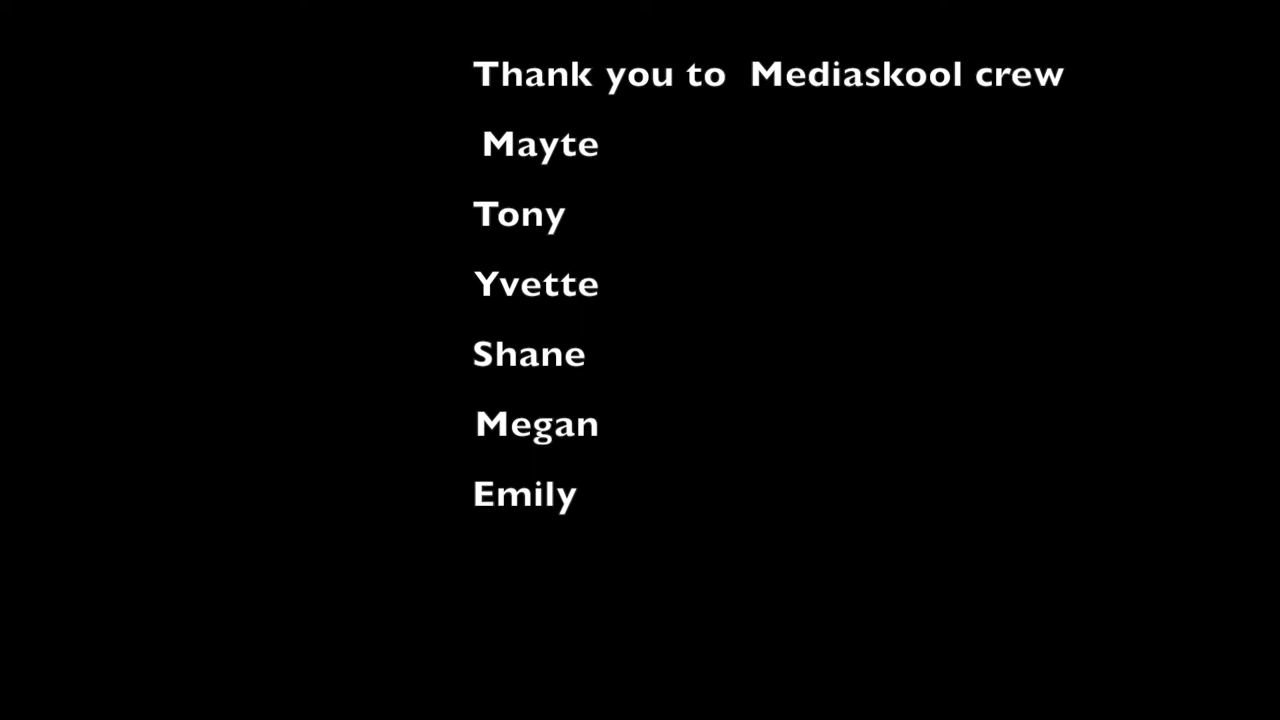 Thank you to  Mediaskool crew
Mayte
Tony
Yvette
Shane
Megan
Emily